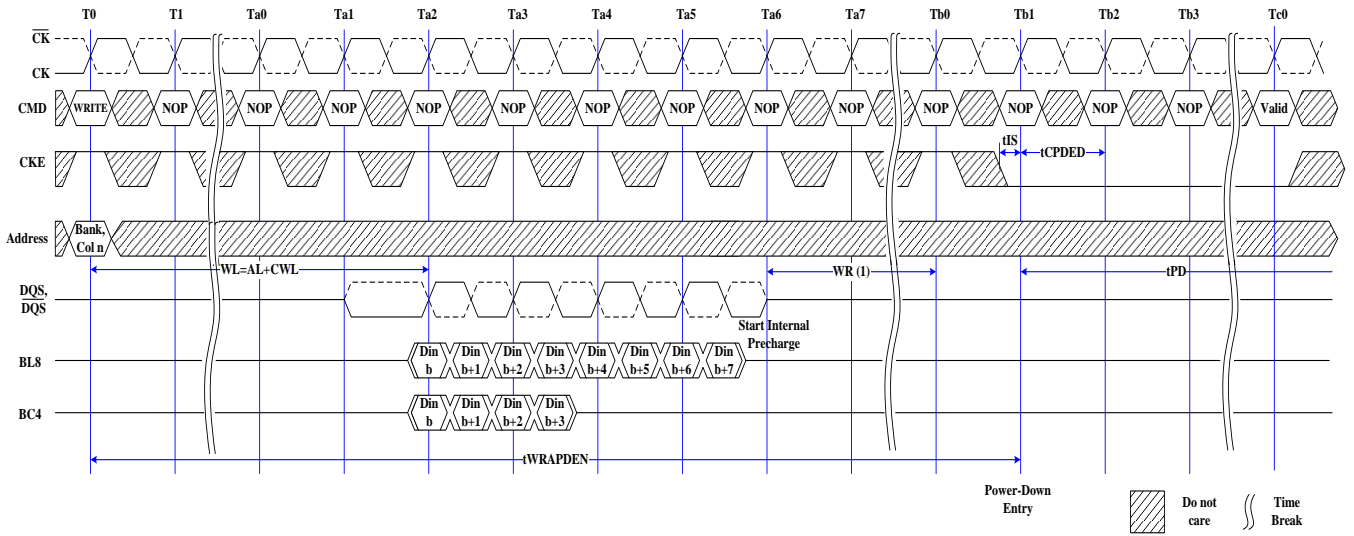 T0 T1 Ta0 Ta1 Ta2 Ta3 Ta4 Ta5 Ta6 Ta7 Tb0 Tb1 Tb2 Tb3 Tc0
CK
CK
CMD WRITE NOP NOP NOP NOP NOP NOP NOP NOP NOP NOP NOP NOP NOP Valid
tIS
CKE tCPDED
Address Bank,
Col n
WL=AL+CWL WR (1) tPD
DQS,
DQS
Start Internal
Precharge
BL8 Din Din Din Din Din Din Din Din
b b+1 b+2 b+3 b+4 b+5 b+6 b+7
BC4 Din Din Din Din
b b+1 b+2 b+3
tWRAPDEN
Power-Down
Entry
Do not
care
Time
Break